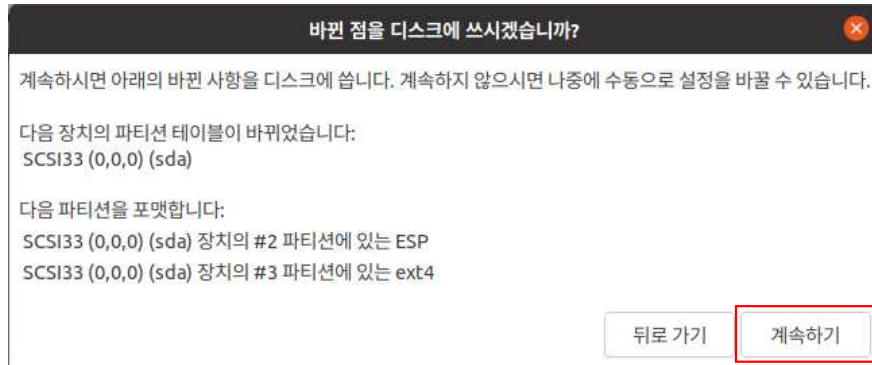 바뀐 점을 디스크에 쓰시겠습니까?
계속하시면 아래의 바뀐 사항을 디스크에 씁니다. 계속하지 않으시면 나중에 수동으로 설정을 바꿀 수 있습니다.
다음 장치의 파티션 테이블이 바뀌었습니다:
SCSI33 (0,0,0) (sda)
다음 파티션을 포맷합니다:
SCSI33 (0,0,0) (sda) 장치의 #2 파티션에 있는 ESP
SCSI33 (0,0,0) (sda) 장치의 #3 파티션에 있는 ext4
뒤로 가기
계속하기